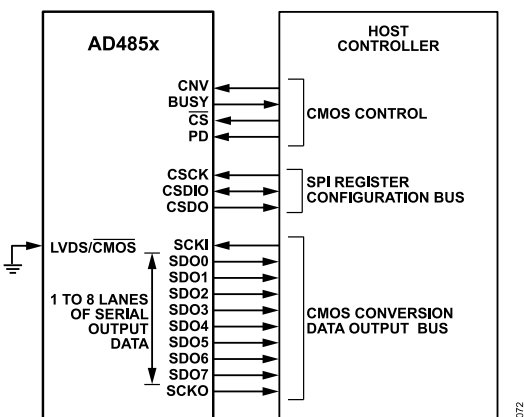 AD485x
HOST
CONTROLLER
CNV
BUSY
CS
PD
CMOS CONTROL
CSCK
CSDIO
CSDO
SPI REGISTER
CONFIGURATION BUS
LVDS/CMOS
SCKI
SDO0
SDO1
SDO2
SDO3
SDO4
SDO5
SDO6
SDO7
SCKO
1 TO 8 LANES
OF SERIAL
OUTPUT
DATA
CMOS CONVERSION
DATA OUTPUT BUS
072